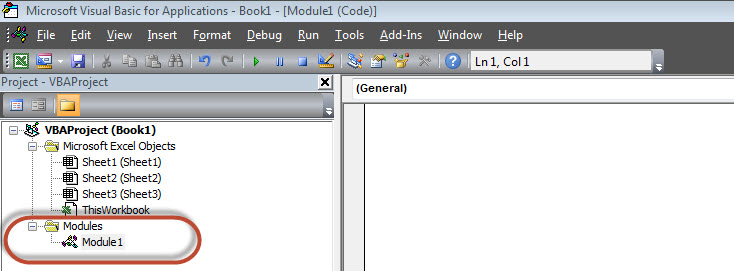 Microsoft Visual Basic for Applications - Book1 - [Module1 (Code)]
File Edit View Insert Format Debug Run Tools Add-Ins Window Help
Ln 1, Col 1
Project - VBAProject
(General)
VBAProject (Book1)
Microsoft Excel Objects
Sheet1 (Sheet1)
Sheet2 (Sheet2)
Sheet3 (Sheet3)
ThisWorkbook
Modules
Module1